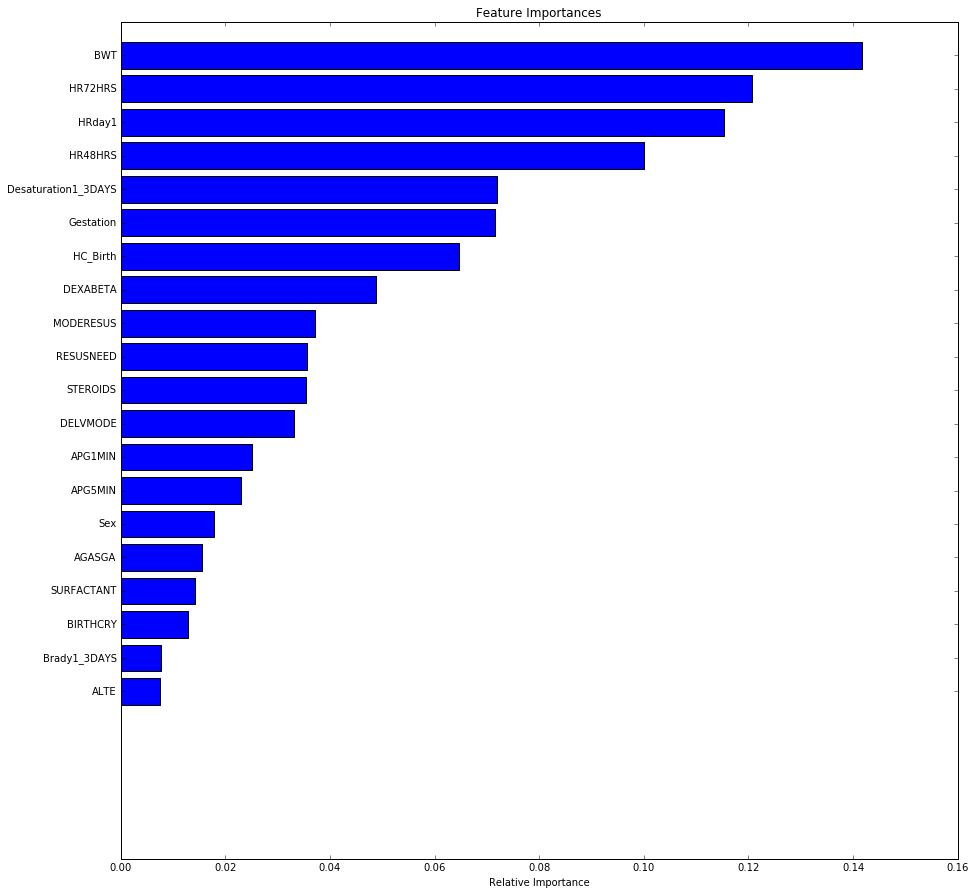 Feature Importances
BWT
HR72HRS
HRday1
HR48HRS
Desaturation1_3DAYS
Gestation
HC_Birth
DEXABETA
MODERESUS
RESUSNEED
STEROIDS
DELVMODE
APG1MIN
APG5MIN
Sex
AGASGA
SURFACTANT
BIRTHCRY
Brady1_3DAYS
ALTE
0.00 0.02 0.04 0.06 0.08 0.10 0.12 0.14 0.16
Relative Importance